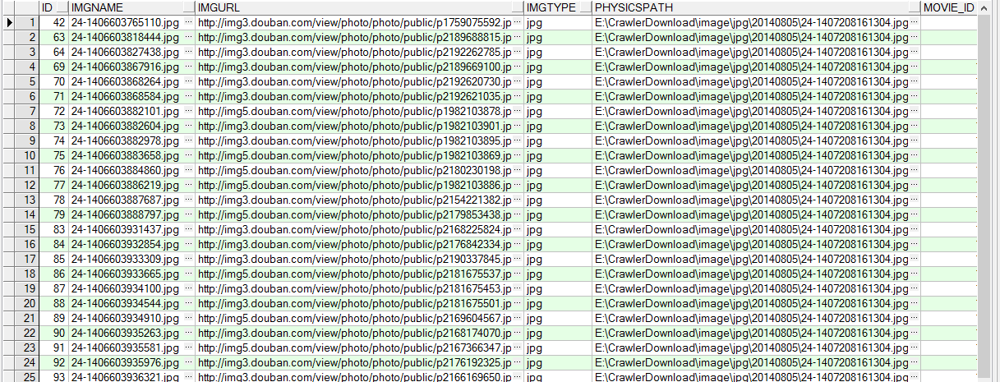 ID IMGNAME IMGURL IMGTYPE PHYSICSPATH MOVIE_ID
1 42 24-1406603765110.jpg ... http://img3.douban.com/view/photo/photo/public/p1759075592.jp ... jpg E:\CrawlerDownload\image\jpg\20140805\24-1407208161304.jpg ...
2 63 24-1406603818444.jpg ... http://img5.douban.com/view/photo/photo/public/p2189688815.jp ... jpg E:\CrawlerDownload\image\jpg\20140805\24-1407208161304.jpg ...
3 64 24-1406603827438.jpg ... http://img3.douban.com/view/photo/photo/public/p2192262785.jp ... jpg E:\CrawlerDownload\image\jpg\20140805\24-1407208161304.jpg ...
4 69 24-1406603867916.jpg ... http://img3.douban.com/view/photo/photo/public/p2189669100.jp ... jpg E:\CrawlerDownload\image\jpg\20140805\24-1407208161304.jpg ...
5 70 24-1406603868264.jpg ... http://img3.douban.com/view/photo/photo/public/p2192620730.jp ... jpg E:\CrawlerDownload\image\jpg\20140805\24-1407208161304.jpg ...
6 71 24-1406603868584.jpg ... http://img3.douban.com/view/photo/photo/public/p2192621035.jp ... jpg E:\CrawlerDownload\image\jpg\20140805\24-1407208161304.jpg ...
7 72 24-1406603882101.jpg ... http://img5.douban.com/view/photo/photo/public/p1982103878.jp ... jpg E:\CrawlerDownload\image\jpg\20140805\24-1407208161304.jpg ...
8 73 24-1406603882604.jpg ... http://img3.douban.com/view/photo/photo/public/p1982103901.jp ... jpg E:\CrawlerDownload\image\jpg\20140805\24-1407208161304.jpg ...
9 74 24-1406603882978.jpg ... http://img3.douban.com/view/photo/photo/public/p1982103895.jp ... jpg E:\CrawlerDownload\image\jpg\20140805\24-1407208161304.jpg ...
10 75 24-1406603883658.jpg ... http://img5.douban.com/view/photo/photo/public/p1982103869.jp ... jpg E:\CrawlerDownload\image\jpg\20140805\24-1407208161304.jpg ...
11 76 24-1406603884860.jpg ... http://img5.douban.com/view/photo/photo/public/p2180230198.jp ... jpg E:\CrawlerDownload\image\jpg\20140805\24-1407208161304.jpg ...
12 77 24-1406603886219.jpg ... http://img5.douban.com/view/photo/photo/public/p1982103886.jp ... jpg E:\CrawlerDownload\image\jpg\20140805\24-1407208161304.jpg ...
13 78 24-1406603887687.jpg ... http://img3.douban.com/view/photo/photo/public/p2154221382.jp ... jpg E:\CrawlerDownload\image\jpg\20140805\24-1407208161304.jpg ...
14 79 24-1406603888797.jpg ... http://img5.douban.com/view/photo/photo/public/p2179853438.jp ... jpg E:\CrawlerDownload\image\jpg\20140805\24-1407208161304.jpg ...
15 83 24-1406603931437.jpg ... http://img3.douban.com/view/photo/photo/public/p2168225824.jp ... jpg E:\CrawlerDownload\image\jpg\20140805\24-1407208161304.jpg ...
16 84 24-1406603932854.jpg ... http://img3.douban.com/view/photo/photo/public/p2176842334.jp ... jpg E:\CrawlerDownload\image\jpg\20140805\24-1407208161304.jpg ...
17 85 24-1406603933309.jpg ... http://img3.douban.com/view/photo/photo/public/p2190337845.jp ... jpg E:\CrawlerDownload\image\jpg\20140805\24-1407208161304.jpg ...
18 86 24-1406603933665.jpg ... http://img5.douban.com/view/photo/photo/public/p2181675537.jp ... jpg E:\CrawlerDownload\image\jpg\20140805\24-1407208161304.jpg ...
19 87 24-1406603934100.jpg ... http://img3.douban.com/view/photo/photo/public/p2181675453.jp ... jpg E:\CrawlerDownload\image\jpg\20140805\24-1407208161304.jpg ...
20 88 24-1406603934544.jpg ... http://img3.douban.com/view/photo/photo/public/p2181675501.jp ... jpg E:\CrawlerDownload\image\jpg\20140805\24-1407208161304.jpg ...
21 89 24-1406603934910.jpg ... http://img5.douban.com/view/photo/photo/public/p2169604567.jp ... jpg E:\CrawlerDownload\image\jpg\20140805\24-1407208161304.jpg ...
22 90 24-1406603935263.jpg ... http://img3.douban.com/view/photo/photo/public/p2168174070.jp ... jpg E:\CrawlerDownload\image\jpg\20140805\24-1407208161304.jpg ...
23 91 24-1406603935581.jpg ... http://img5.douban.com/view/photo/photo/public/p2167366347.jp ... jpg E:\CrawlerDownload\image\jpg\20140805\24-1407208161304.jpg ...
24 92 24-1406603935976.jpg ... http://img3.douban.com/view/photo/photo/public/p2176192325.jp ... jpg E:\CrawlerDownload\image\jpg\20140805\24-1407208161304.jpg ...
25 93 24-1406603936321.jpg ... http://img3.douban.com/view/photo/photo/public/p2166169650.jp ... jpg E:\CrawlerDownload\image\jpg\20140805\24-1407208161304.jpg ...